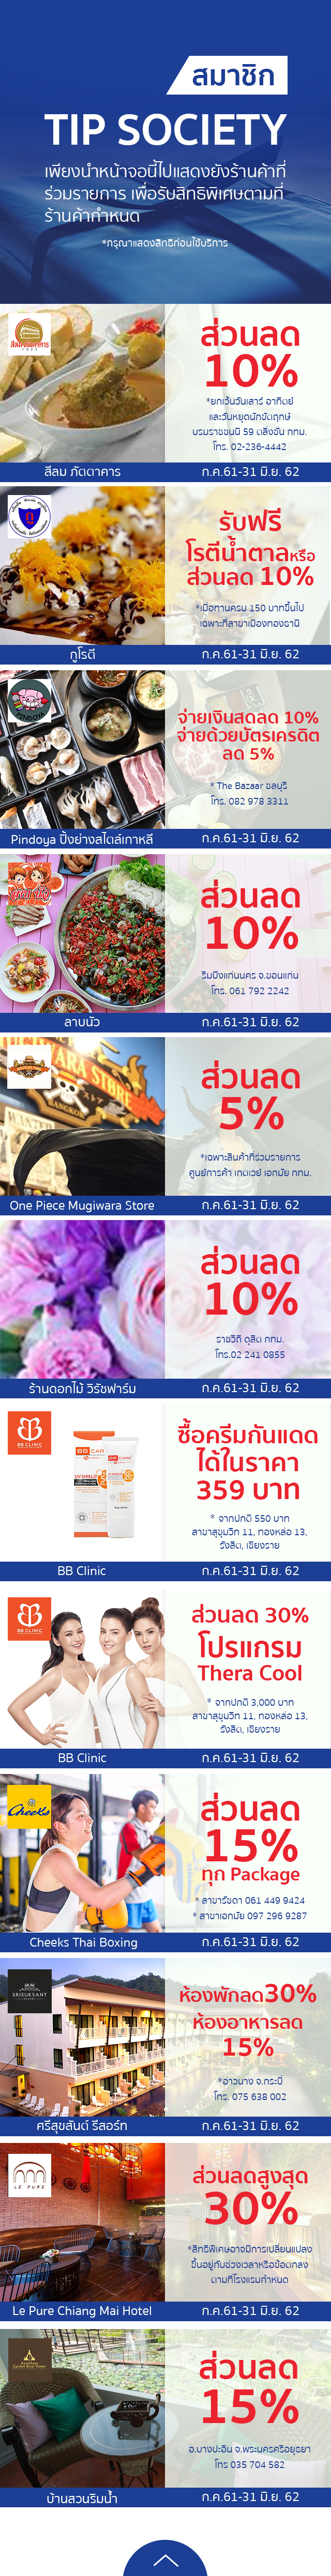 สมาชิก
TIP SOCIETY
เพียงนำหน้าจอนี้ไปแสดงยังร้านค้าที่
ร่วมรายการ เพื่อรับสิทธิพิเศษตามที่
ร้านค้ากำหนด
*กรุณาแสดงสิทธิก่อนใช้บริการ
ส่วนลด
10%
*ยกเว้นวันเสาร์ อาทิตย์
และวันหยุดนักขัตฤกษ์
บรมราชชนนี 59 ตลิ่งชัน กทม.
โทร. 02-236-4442
สีลม ภัตตาคาร
ก.ค.61-31 มิ.ย. 62
รับฟรี
โรตีน้ำตาลหรือ
ส่วนลด 10%
*เมื่อทานครบ 150 บาทขึ้นไป
เฉพาะที่สาขาเมืองทองธานี
กูโรตี
ก.ค.61-31 มิ.ย. 62
PINDOYA
จ่ายเงินสดลด 10%
จ่ายด้วยบัตรเครดิต
ลด 5%
* The Bazaar ชลบุรี
โทร. 082 978 3311
Pindoya ปิ้งย่างสไตล์เกาหลี
ก.ค.61-31 มิ.ย. 62
ส่วนลด
10%
ริมบึงแก่นนคร จ.ขอนแก่น
โทร. 061 792 2242
ลาบนัว
ก.ค.61-31 มิ.ย. 62
ส่วนลด
5%
*เฉพาะสินค้าที่ร่วมรายการ
ศูนย์การค้า เกตเวย์ เอกมัย กทม.
One Piece Mugiwara Store
ก.ค.61-31 มิ.ย. 62
ส่วนลด
10%
ราชวิถี ดุสิต กทม.
โทร.02 241 0855
ร้านดอกไม้ วิรัชฟาร์ม
ก.ค.61-31 มิ.ย. 62
BB CLINIC
ซื้อครีมกันแดด
ได้ในราคา
359 บาท
* จากปกติ 550 บาท
สาขาสุขุมวิท 11, ทองหล่อ 13,
รังสิต, เชียงราย
BB Clinic
ก.ค.61-31 มิ.ย. 62
BB CLINIC
ส่วนลด 30%
โปรแกรม
Thera Cool
* จากปกติ 3,000 บาท
สาขาสุขุมวิท 11, ทองหล่อ 13,
รังสิต, เชียงราย
BB Clinic
ก.ค.61-31 มิ.ย. 62
Cheeks
ส่วนลด
15%
ทุก Package
* สาขารัชดา 061 449 9424
* สาขาเอกมัย 097 296 9287
Cheeks Thai Boxing
ก.ค.61-31 มิ.ย. 62
SRISUKSANT
ห้องพักลด30%
ห้องอาหารลด
15%
*อ่าวนาง จ.กระบี่
โทร. 075 638 002
ศรีสุขสันต์ รีสอร์ท
ก.ค.61-31 มิ.ย. 62
LE PURE
ส่วนลดสูงสุด
30%
*สิทธิพิเศษอาจมีการเปลี่ยนแปลง
ขึ้นอยู่กับช่วงเวลาหรือข้อตกลง
ตามที่โรงแรมกำหนด
Le Pure Chiang Mai Hotel
ก.ค.61-31 มิ.ย. 62
ส่วนลด
15%
อ.บางปะอิน จ.พระนครศรีอยุธยา
โทร 035 704 582
บ้านสวนริมน้ำ
ก.ค.61-31 มิ.ย. 62